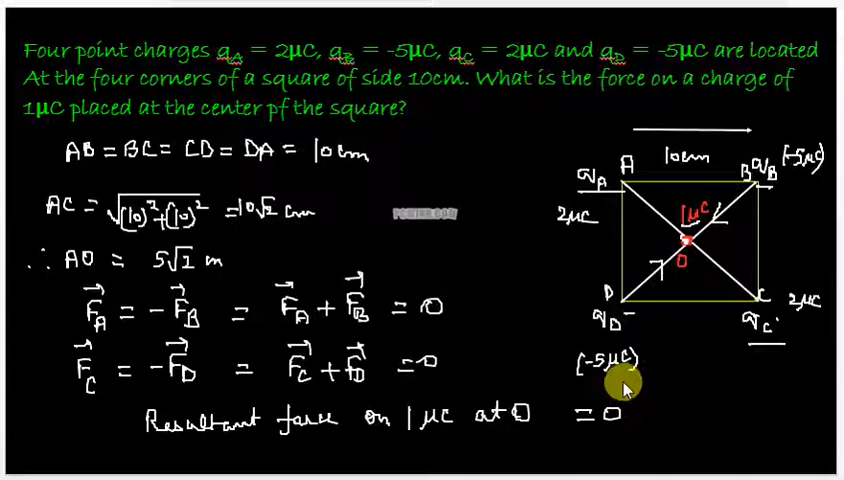 Four point charges qA = 2μC, qB = -5μC, qC = 2μC and qD = -5μC are located
At the four corners of a square of side 10cm. What is the force on a charge of
1μC placed at the center pf the square?
AB = BC = CD = DA = 10cm
AC = √(10)²+(10)² = 10√2 cm
∴ AO = 5√2 m
F⃗A = -F⃗B = F⃗A + F⃗B = 0
F⃗C = -F⃗D = F⃗C + F⃗D = 0
Resultant force on 1μC at O = 0
10cm
qA A
B qB (-5μC)
2μC
1μC
O
D
C 2μC
qD
qC
(-5μC)